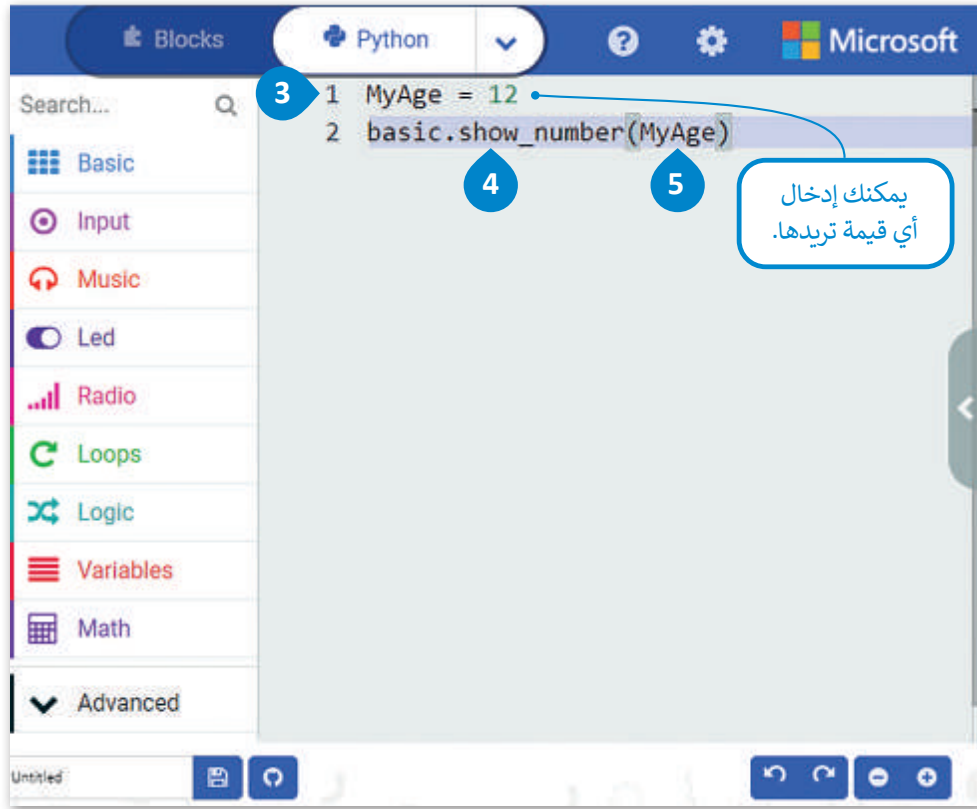 Blocks
Python
Microsoft
Search...
3
1 MyAge = 12
2 basic.show_number(MyAge)
4
5
يمكنك إدخال
أي قيمة تريدها.
Basic
Input
Music
Led
Radio
Loops
Logic
Variables
Math
Advanced
Untitled